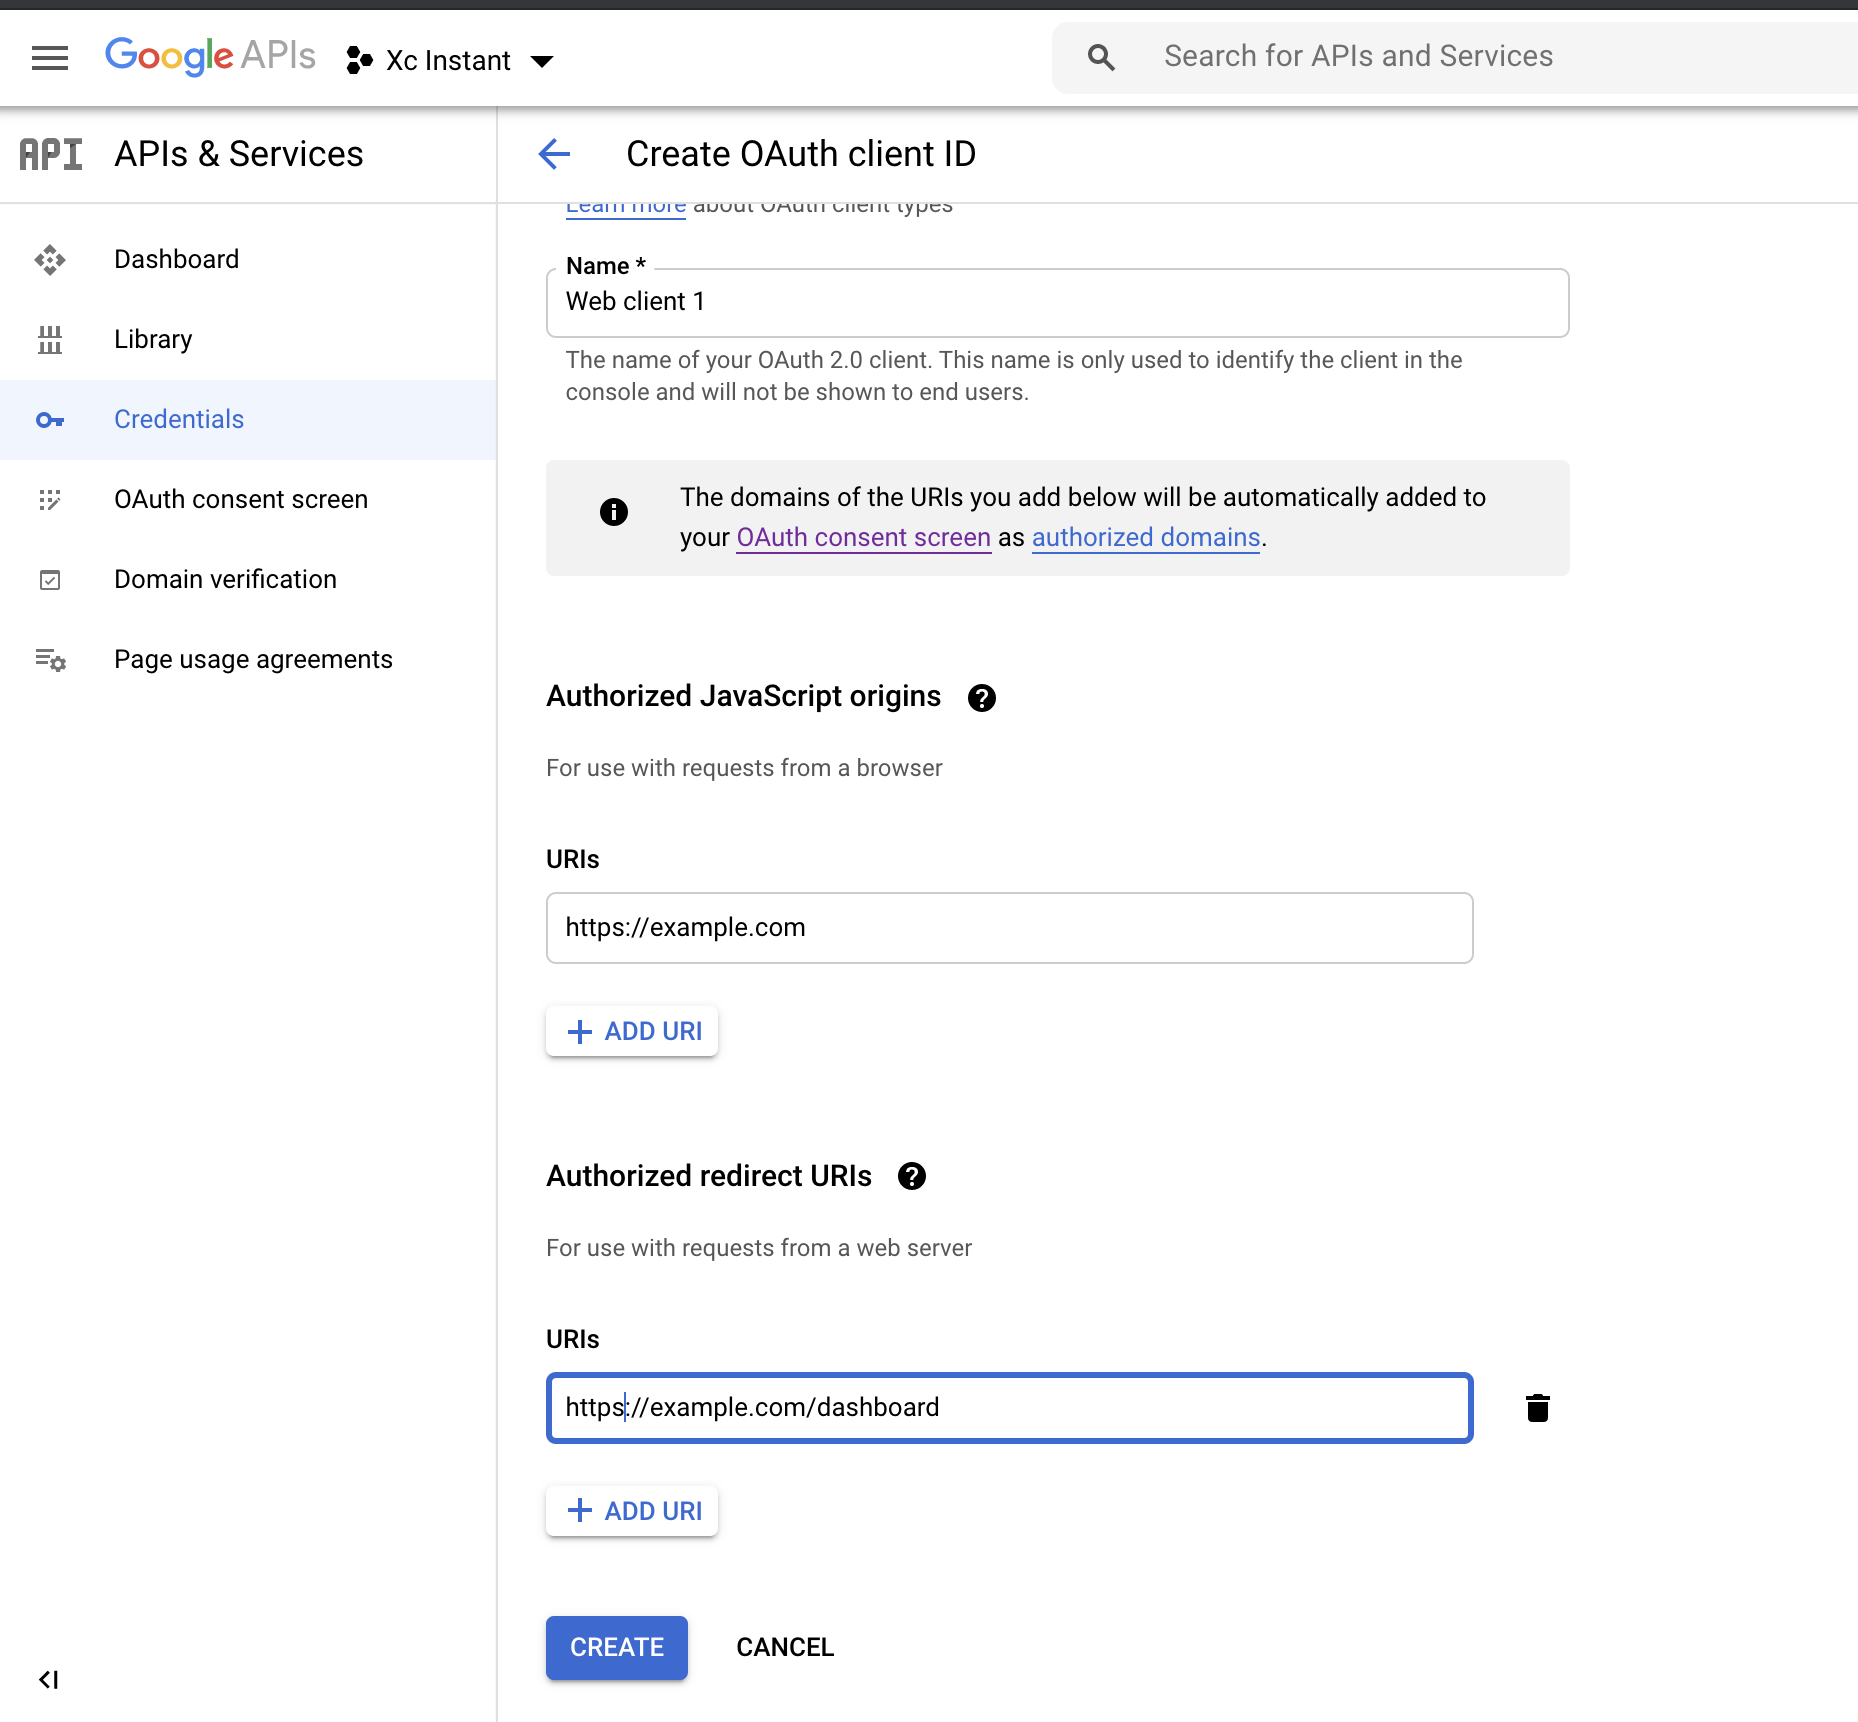 Google APIs
Xc Instant
Search for APIs and Services
API
APIs & Services
Create OAuth client ID
Dashboard
Library
Credentials
OAuth consent screen
Domain verification
Page usage agreements
Learn more about OAuth client types
Name *
Web client 1
The name of your OAuth 2.0 client. This name is only used to identify the client in the
console and will not be shown to end users.
The domains of the URIs you add below will be automatically added to
your OAuth consent screen as authorized domains.
Authorized JavaScript origins
For use with requests from a browser
URIs
https://example.com
ADD URI
Authorized redirect URIs
For use with requests from a web server
URIs
https://example.com/dashboard
ADD URI
CREATE
CANCEL